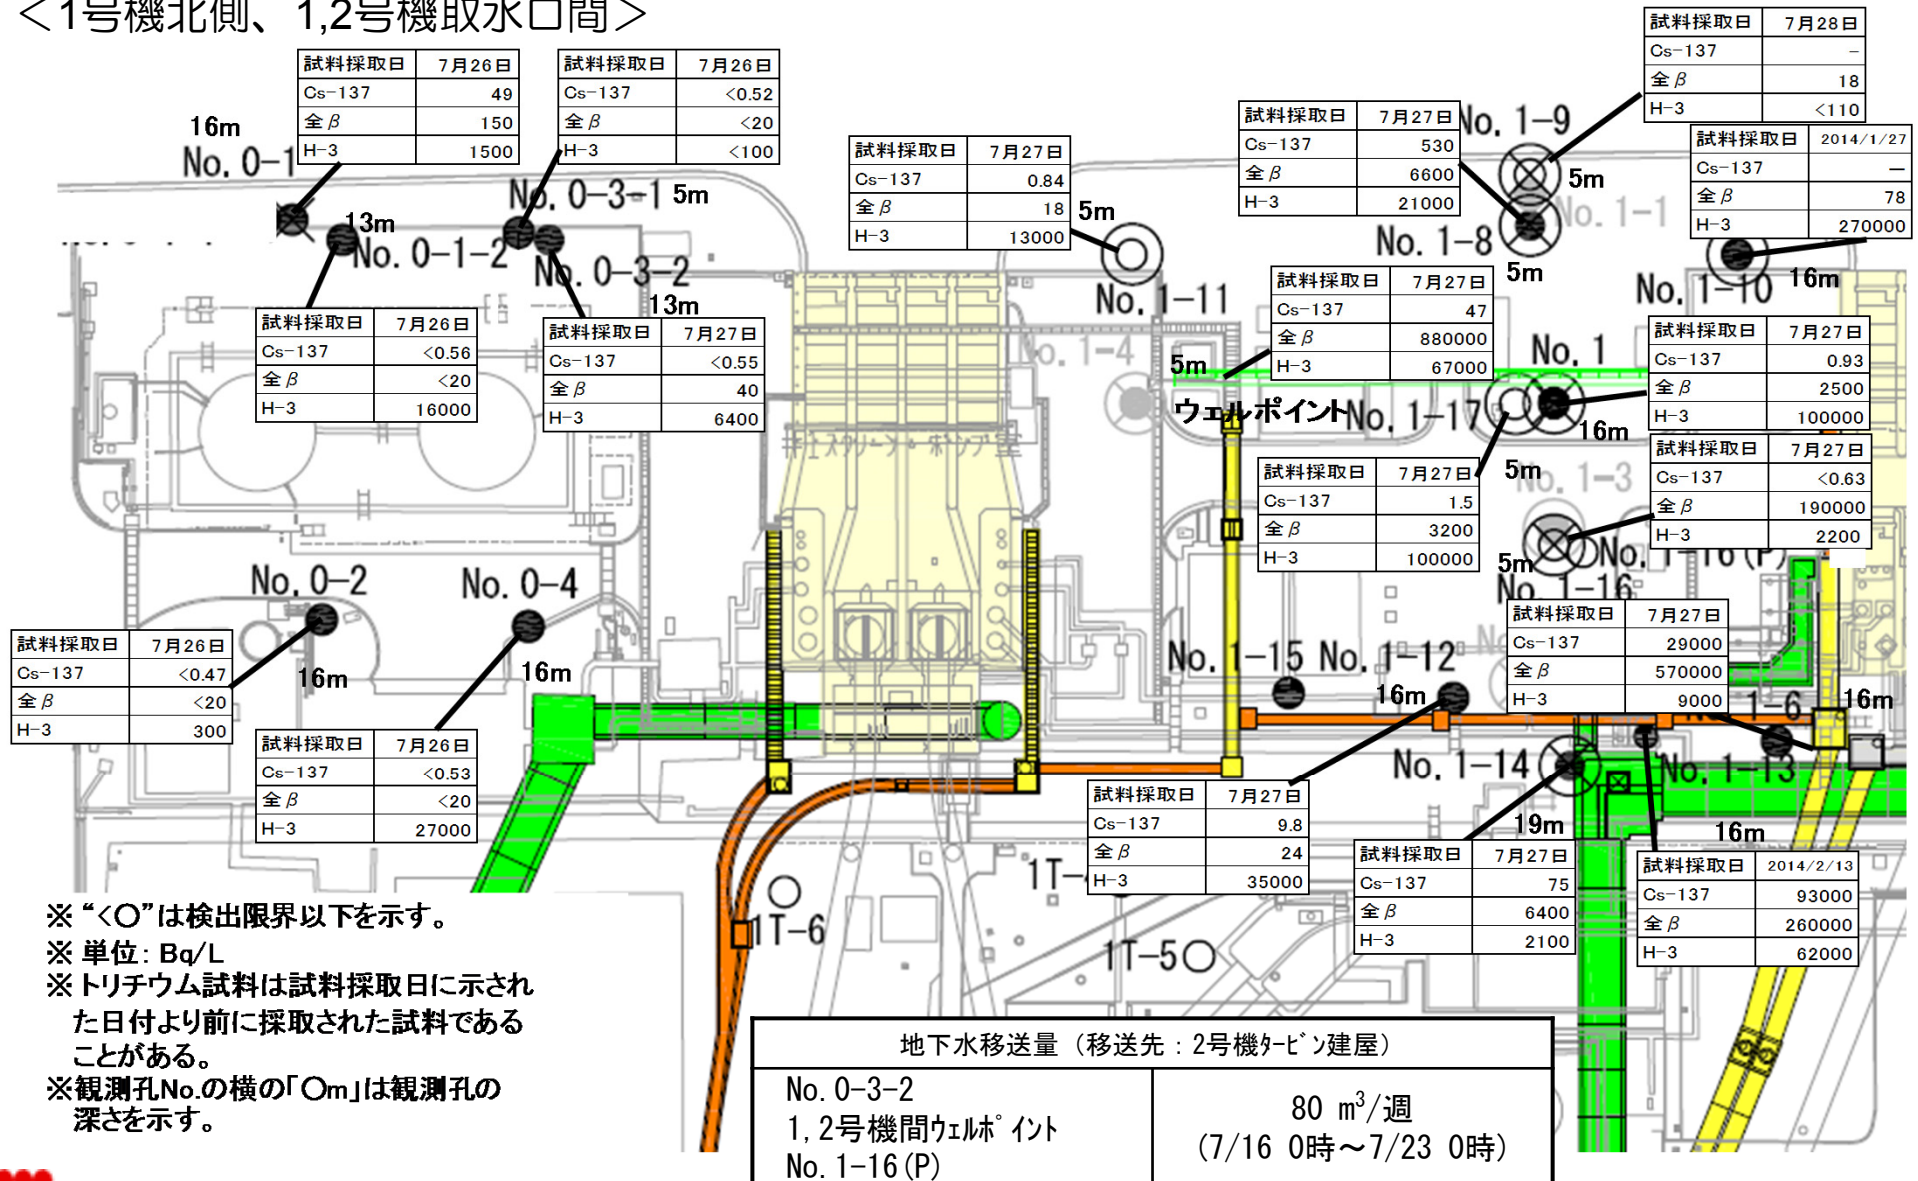 ＜1号機北側、1,2号機取水口間＞
試料採取日 7月26日
Cs-137 49
全β 150
H-3 1500
試料採取日 7月26日
Cs-137 <0.52
全β <20
H-3 <100
試料採取日 7月27日
Cs-137 0.84
全β 18
H-3 13000
試料採取日 7月27日
Cs-137 530
全β 6600
H-3 21000
試料採取日 7月28日
Cs-137 -
全β 18
H-3 <110
試料採取日 2014/1/27
Cs-137 —
全β 78
H-3 270000
16m
No. 0-1
13m
No. 0-1-2
No. 0-3-1 5m
No. 0-3-2
13m
5m
No. 1-11
No. 1-9
5m
No. 1-1
No. 1-8
5m
No. 1-10 16m
試料採取日 7月26日
Cs-137 <0.56
全β <20
H-3 16000
試料採取日 7月27日
Cs-137 <0.55
全β 40
H-3 6400
試料採取日 7月27日
Cs-137 47
全β 880000
H-3 67000
試料採取日 7月27日
Cs-137 0.93
全β 2500
H-3 100000
No. 1-4
5m
ウェルポイント
No. 1
No. 1-17
16m
試料採取日 7月27日
Cs-137 1.5
全β 3200
H-3 100000
5m
No. 1-3
試料採取日 7月27日
Cs-137 <0.63
全β 190000
H-3 2200
5m
No. 1-16(P)
No. 1-16
No. 0-2
16m
No. 0-4
16m
試料採取日 7月26日
Cs-137 <0.47
全β <20
H-3 300
試料採取日 7月26日
Cs-137 <0.53
全β <20
H-3 27000
No. 1-15
No. 1-12
16m
試料採取日 7月27日
Cs-137 29000
全β 570000
H-3 9000
1-6
16m
No. 1-14
19m
No. 1-13
16m
試料採取日 7月27日
Cs-137 9.8
全β 24
H-3 35000
試料採取日 7月27日
Cs-137 75
全β 6400
H-3 2100
試料採取日 2014/2/13
Cs-137 93000
全β 260000
H-3 62000
1T-6
1T-
1T-5
※ “<〇”は検出限界以下を示す。
※ 単位：Bq/L
※ トリチウム試料は試料採取日に示され
た日付より前に採取された試料である
ことがある。
※観測孔No.の横の「〇m」は観測孔の
深さを示す。
地下水移送量（移送先：2号機ﾀｰﾋﾞﾝ建屋）
No. 0-3-2
1, 2号機間ｳｪﾙﾎﾟｲﾝﾄ
No. 1-16(P)
80 m³/週
(7/16 0時～7/23 0時)